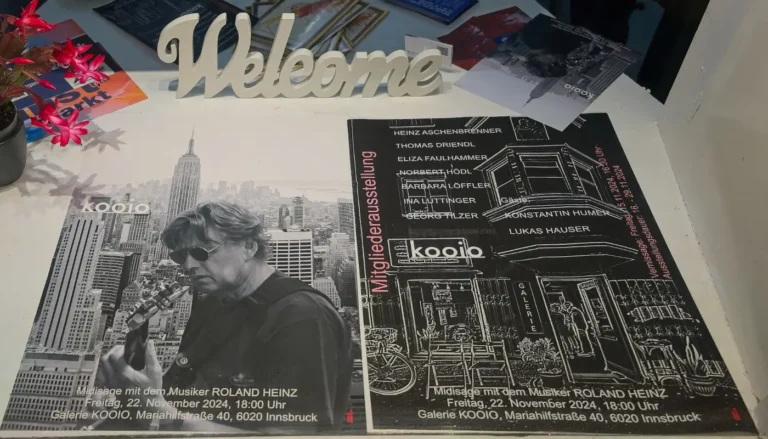 Welcome
kooio
Midisage mit dem Musiker ROLAND HEINZ
Freitag, 22. November 2024, 18:00 Uhr
Galerie KOOIO, Mariahilfstraße 40, 6020 Innsbruck
Mitgliederausstellung
HEINZ ASCHENBRENNER
THOMAS DRIENDL
ELIZA FAULHAMMER
NORBERT HÖDL
BARBARA LÖFFLER
INA LUTTINGER
GEORG TILZER
Gäste:
KONSTANTIN HUMER
LUKAS HAUSER
kooio
GALERIE
Midisage mit dem Musiker ROLAND HEINZ
Freitag, 22. November 2024, 18:00 Uhr
Galerie KOOIO, Mariahilfstraße 40, 6020 Innsbruck
kooio